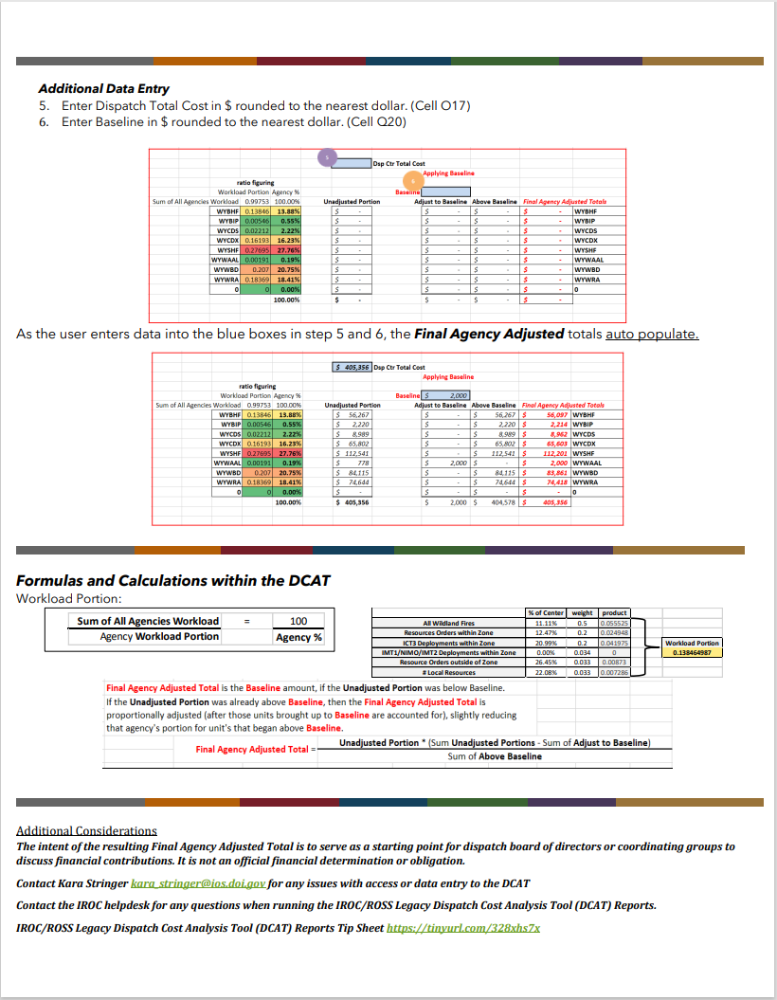 Additional Data Entry
5. Enter Dispatch Total Cost in $ rounded to the nearest dollar. (Cell O17)
6. Enter Baseline in $ rounded to the nearest dollar. (Cell Q20)
5
Dsp Ctr Total Cost
Applying Baseline
6
ratio figuring
Workload Portion Agency % Baseline
Sum of All Agencies Workload 0.99753 100.00% Unadjusted Portion Adjust to Baseline Above Baseline Final Agency Adjusted Totals
WYBHF 0.13846 13.88% $ - $ - $ - $ - WYBHF
WYBIP 0.00546 0.55% $ - $ - $ - $ - WYBIP
WYCDS 0.02212 2.22% $ - $ - $ - $ - WYCDS
WYCDX 0.16193 16.23% $ - $ - $ - $ - WYCDX
WYSHF 0.27695 27.76% $ - $ - $ - $ - WYSHF
WYWAAL 0.00191 0.19% $ - $ - $ - $ - WYWAAL
WYWBD 0.207 20.75% $ - $ - $ - $ - WYWBD
WYWRA 0.18369 18.41% $ - $ - $ - $ - WYWRA
0 0 0.00% $ - $ - $ - $ - 0
100.00% $ - $ - $ - $ -
As the user enters data into the blue boxes in step 5 and 6, the Final Agency Adjusted totals auto populate.
$ 405,356 Dsp Ctr Total Cost
Applying Baseline
ratio figuring
Workload Portion Agency % Baseline $ 2,000
Sum of All Agencies Workload 0.99753 100.00% Unadjusted Portion Adjust to Baseline Above Baseline Final Agency Adjusted Totals
WYBHF 0.13846 13.88% $ 56,267 $ - $ 56,267 $ 56,097 WYBHF
WYBIP 0.00546 0.55% $ 2,220 $ - $ 2,220 $ 2,214 WYBIP
WYCDS 0.02212 2.22% $ 8,989 $ - $ 8,989 $ 8,962 WYCDS
WYCDX 0.16193 16.23% $ 65,802 $ - $ 65,802 $ 65,603 WYCDX
WYSHF 0.27695 27.76% $ 112,541 $ - $ 112,541 $ 112,201 WYSHF
WYWAAL 0.00191 0.19% $ 778 $ 2,000 $ - $ 2,000 WYWAAL
WYWBD 0.207 20.75% $ 84,115 $ - $ 84,115 $ 83,861 WYWBD
WYWRA 0.18369 18.41% $ 74,644 $ - $ 74,644 $ 74,418 WYWRA
0 0 0.00% $ - $ - $ - $ - 0
100.00% $ 405,356 $ 2,000 $ 404,578 $ 405,356
Formulas and Calculations within the DCAT
Workload Portion:
Sum of All Agencies Workload = 100
Agency Workload Portion Agency %
% of Center weight product
All Wildland Fires 11.11% 0.5 0.055525
Resources Orders within Zone 12.47% 0.2 0.024948
ICT3 Deployments within Zone 20.99% 0.2 0.041975 Workload Portion
IMT1/NIMO/IMT2 Deployments within Zone 0.00% 0.034 0 0.138464987
Resource Orders outside of Zone 26.45% 0.033 0.00873
# Local Resources 22.08% 0.033 0.007286
Final Agency Adjusted Total is the Baseline amount, if the Unadjusted Portion was below Baseline.
If the Unadjusted Portion was already above Baseline, then the Final Agency Adjusted Total is
proportionally adjusted (after those units brought up to Baseline are accounted for), slightly reducing
that agency's portion for unit's that began above Baseline.
Final Agency Adjusted Total = Unadjusted Portion * (Sum Unadjusted Portions - Sum of Adjust to Baseline)
Sum of Above Baseline
Additional Considerations
The intent of the resulting Final Agency Adjusted Total is to serve as a starting point for dispatch board of directors or coordinating groups to
discuss financial contributions. It is not an official financial determination or obligation.
Contact Kara Stringer kara_stringer@ios.doi.gov for any issues with access or data entry to the DCAT
Contact the IROC helpdesk for any questions when running the IROC/ROSS Legacy Dispatch Cost Analysis Tool (DCAT) Reports.
IROC/ROSS Legacy Dispatch Cost Analysis Tool (DCAT) Reports Tip Sheet https://tinyurl.com/328xhs7x